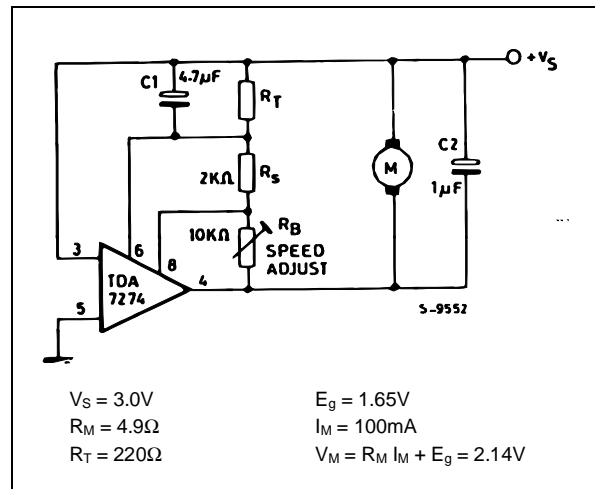 +VS
C1
4.7µF
RT
2KΩ
RS
M
C2
1µF
3
6
8
10KΩ
RB
SPEED
ADJUST
TDA
7274
4
5
S-9552
VS = 3.0V
RM = 4.9Ω
RT = 220Ω
Eg = 1.65V
IM = 100mA
VM = RM IM + Eg = 2.14V